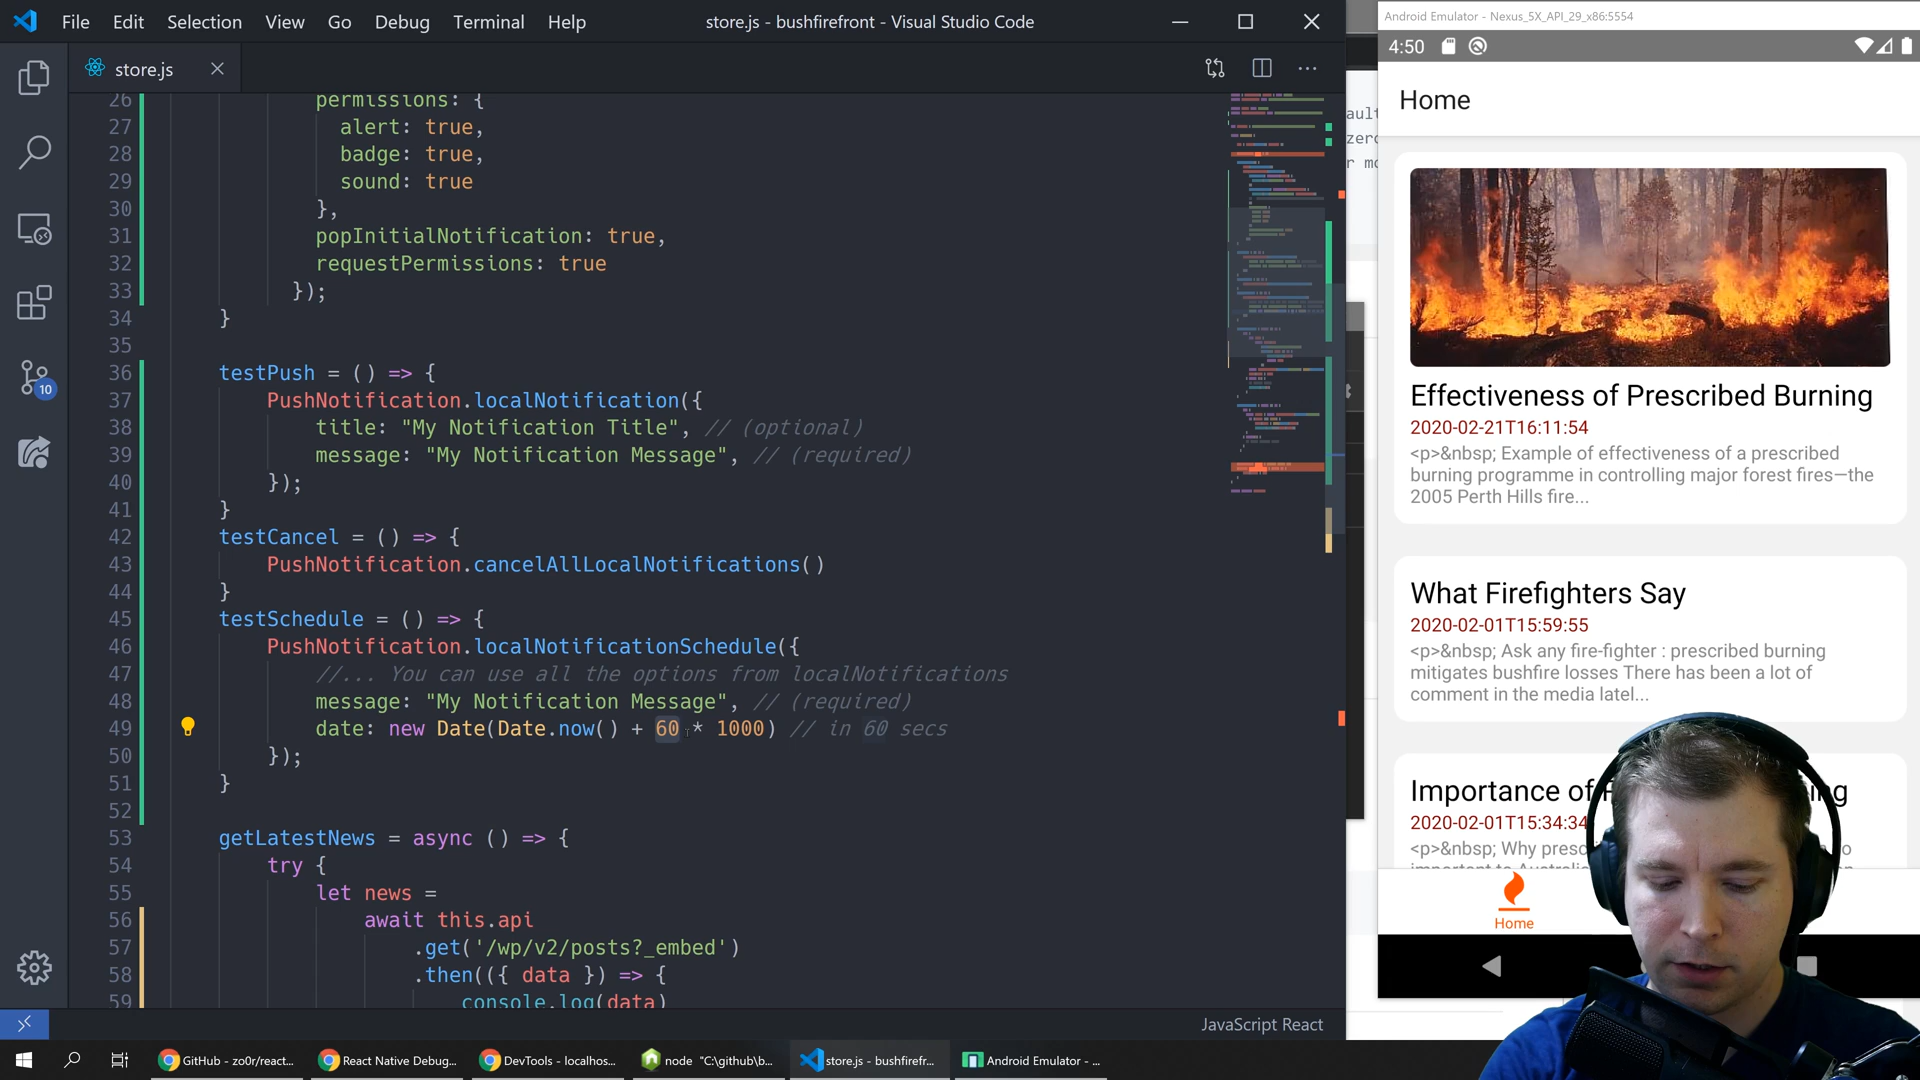 File Edit Selection View Go Debug Terminal Help
store.js - bushfirefront - Visual Studio Code
store.js
26 permissions: {
27 alert: true,
28 badge: true,
29 sound: true
30 },
31 popInitialNotification: true,
32 requestPermissions: true
33 });
34 }
35
36 testPush = () => {
37 PushNotification.localNotification({
38 title: "My Notification Title", // (optional)
39 message: "My Notification Message", // (required)
40 });
41 }
42 testCancel = () => {
43 PushNotification.cancelAllLocalNotifications()
44 }
45 testSchedule = () => {
46 PushNotification.localNotificationSchedule({
47 //... You can use all the options from localNotifications
48 message: "My Notification Message", // (required)
49 date: new Date(Date.now() + 60 * 1000) // in 60 secs
50 });
51 }
52
53 getLatestNews = async () => {
54 try {
55 let news =
56 await this.api
57 .get('/wp/v2/posts?_embed')
58 .then(({ data }) => {
59 console.log(data)
10
JavaScript React
Android Emulator - Nexus_5X_API_29_x86:5554
4:50
Home
Effectiveness of Prescribed Burning
2020-02-21T16:11:54
<p>&nbsp; Example of effectiveness of a prescribed
burning programme in controlling major forest fires—the
2005 Perth Hills fire...
What Firefighters Say
2020-02-01T15:59:55
<p>&nbsp; Ask any fire-fighter : prescribed burning
mitigates bushfire losses There has been a lot of
comment in the media latel...
Importance of
2020-02-01T15:34:34
<p>&nbsp; Why
Home
GitHub - zo0r/react...
React Native Debug...
DevTools - localhos...
node "C:\github\b...
store.js - bushfirefr...
Android Emulator - ...